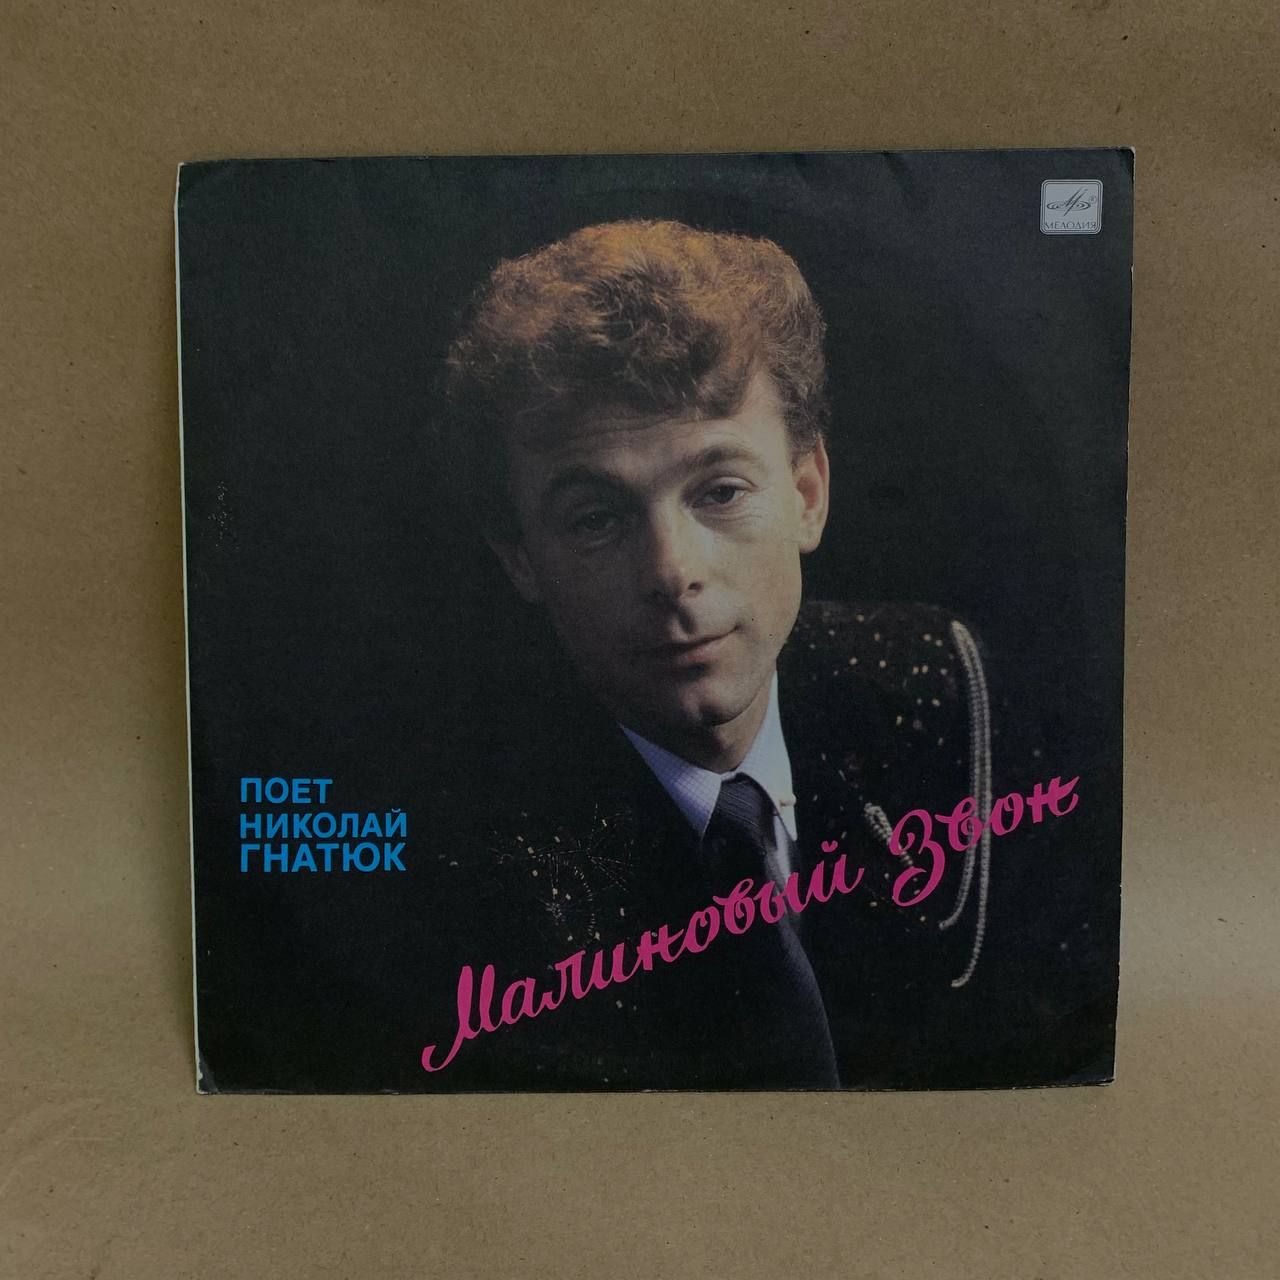 МЕЛОДИЯ
ПОЕТ
НИКОЛАЙ
ГНАТЮК
Малиновый Звон